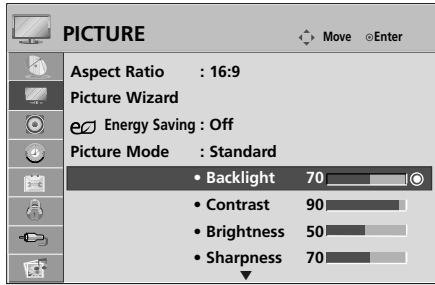 PICTURE Move Enter
Aspect Ratio : 16:9
Picture Wizard
e Energy Saving : Off
Picture Mode : Standard
• Backlight 70
• Contrast 90
• Brightness 50
• Sharpness 70